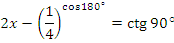 2x − (1/4)^cos180° = ctg 90°